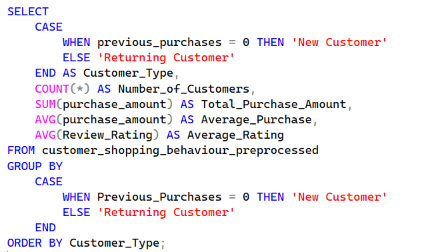 SELECT
    CASE
        WHEN previous_purchases = 0 THEN 'New Customer'
        ELSE 'Returning Customer'
    END AS Customer_Type,
    COUNT(*) AS Number_of_Customers,
    SUM(purchase_amount) AS Total_Purchase_Amount,
    AVG(purchase_amount) AS Average_Purchase,
    AVG(Review_Rating) AS Average_Rating
FROM customer_shopping_behaviour_preprocessed
GROUP BY
    CASE
        WHEN Previous_Purchases = 0 THEN 'New Customer'
        ELSE 'Returning Customer'
    END
ORDER BY Customer_Type;